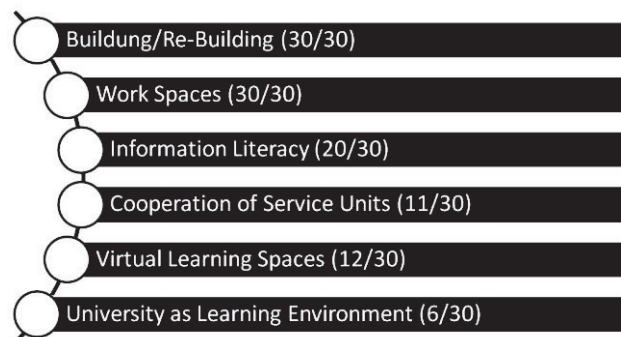 Buildung/Re-Building (30/30)
Work Spaces (30/30)
Information Literacy (20/30)
Cooperation of Service Units (11/30)
Virtual Learning Spaces (12/30)
University as Learning Environment (6/30)